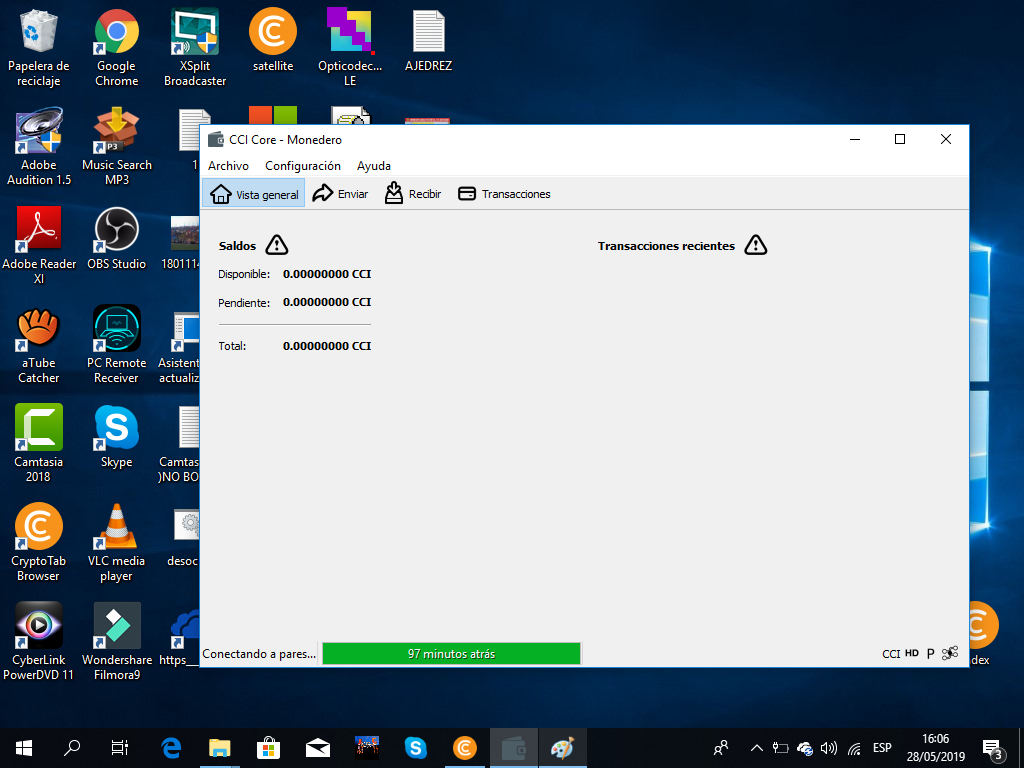 Papelera de
reciclaje
Google
Chrome
XSplit
Broadcaster
satellite
Opticodec...
LE
AJEDREZ
Adobe
Audition 1.5
P3
Music Search
MP3
1
Adobe Reader
XI
OBS Studio
1801114
aTube
Catcher
PC Remote
Receiver
Asistent
actualiz
Camtasia
2018
Skype
Camtas
)NO BO
CryptoTab
Browser
VLC media
player
desoc
CyberLink
PowerDVD 11
Wondershare
Filmora9
https__
dex
CCI Core - Monedero
Archivo Configuración Ayuda
Vista general Enviar Recibir Transacciones
Saldos
Disponible: 0.00000000 CCI
Pendiente: 0.00000000 CCI
Total: 0.00000000 CCI
Transacciones recientes
Conectando a pares... 97 minutos atrás CCI HD P
ESP
16:06
28/05/2019
3